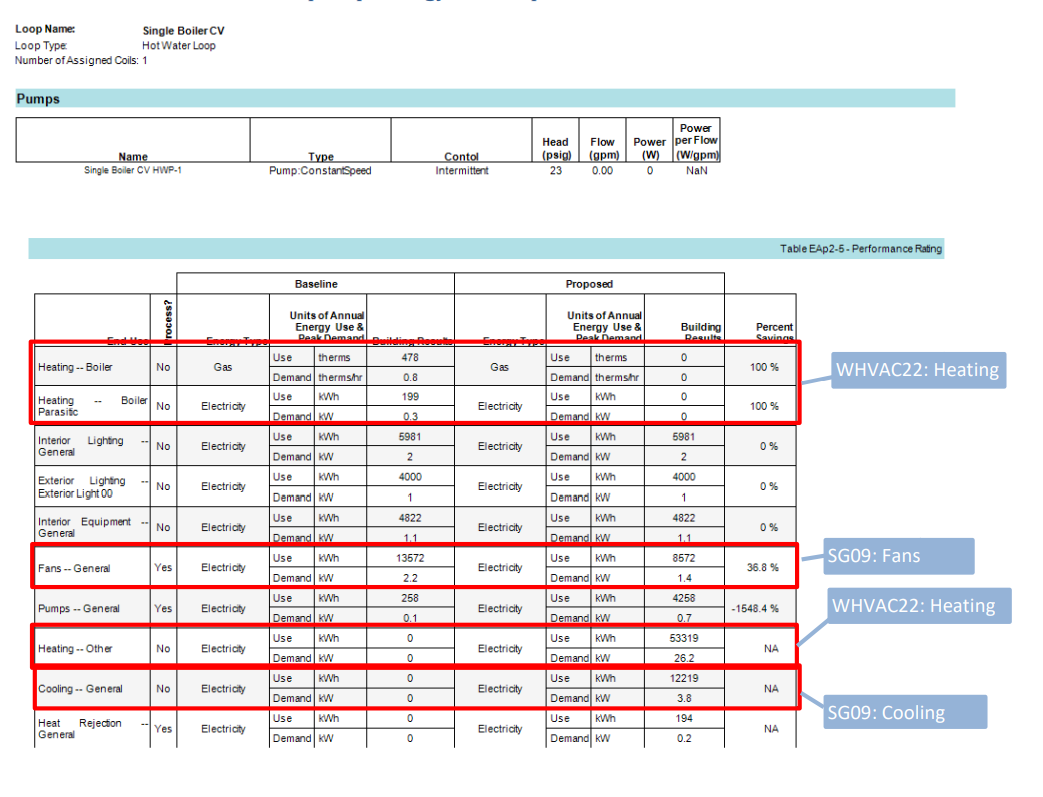 Loop Name: Single Boiler CV
Loop Type: Hot Water Loop
Number of Assigned Coils: 1
Pumps
Name Type Contol Head (psig) Flow (gpm) Power (W) Power per Flow (W/gpm)
Single Boiler CV HWP-1 Pump:ConstantSpeed Intermittent 23 0.00 0 NaN
Table EAp2-5 - Performance Rating
Baseline Proposed
End Use Process? Energy Type Units of Annual Energy Use & Peak Demand Building Results Energy Type Units of Annual Energy Use & Peak Demand Building Results Percent Savings
Heating -- Boiler No Gas Use therms 478 Gas Use therms 0 100 %
Demand therms/hr 0.8 Demand therms/hr 0
WHVAC22: Heating
Heating -- Boiler Parasitic No Electricity Use kWh 199 Electricity Use kWh 0 100 %
Demand kW 0.3 Demand kW 0
Interior Lighting -- General No Electricity Use kWh 5981 Electricity Use kWh 5981 0 %
Demand kW 2 Demand kW 2
Exterior Lighting -- Exterior Light 00 No Electricity Use kWh 4000 Electricity Use kWh 4000 0 %
Demand kW 1 Demand kW 1
Interior Equipment -- General No Electricity Use kWh 4822 Electricity Use kWh 4822 0 %
Demand kW 1.1 Demand kW 1.1
Fans -- General Yes Electricity Use kWh 13572 Electricity Use kWh 8572 36.8 %
Demand kW 2.2 Demand kW 1.4
SG09: Fans
Pumps -- General Yes Electricity Use kWh 258 Electricity Use kWh 4258 -1548.4 %
Demand kW 0.1 Demand kW 0.7
WHVAC22: Heating
Heating -- Other No Electricity Use kWh 0 Electricity Use kWh 53319 NA
Demand kW 0 Demand kW 26.2
Cooling -- General No Electricity Use kWh 0 Electricity Use kWh 12219 NA
Demand kW 0 Demand kW 3.8
SG09: Cooling
Heat Rejection -- General Yes Electricity Use kWh 0 Electricity Use kWh 194 NA
Demand kW 0 Demand kW 0.2